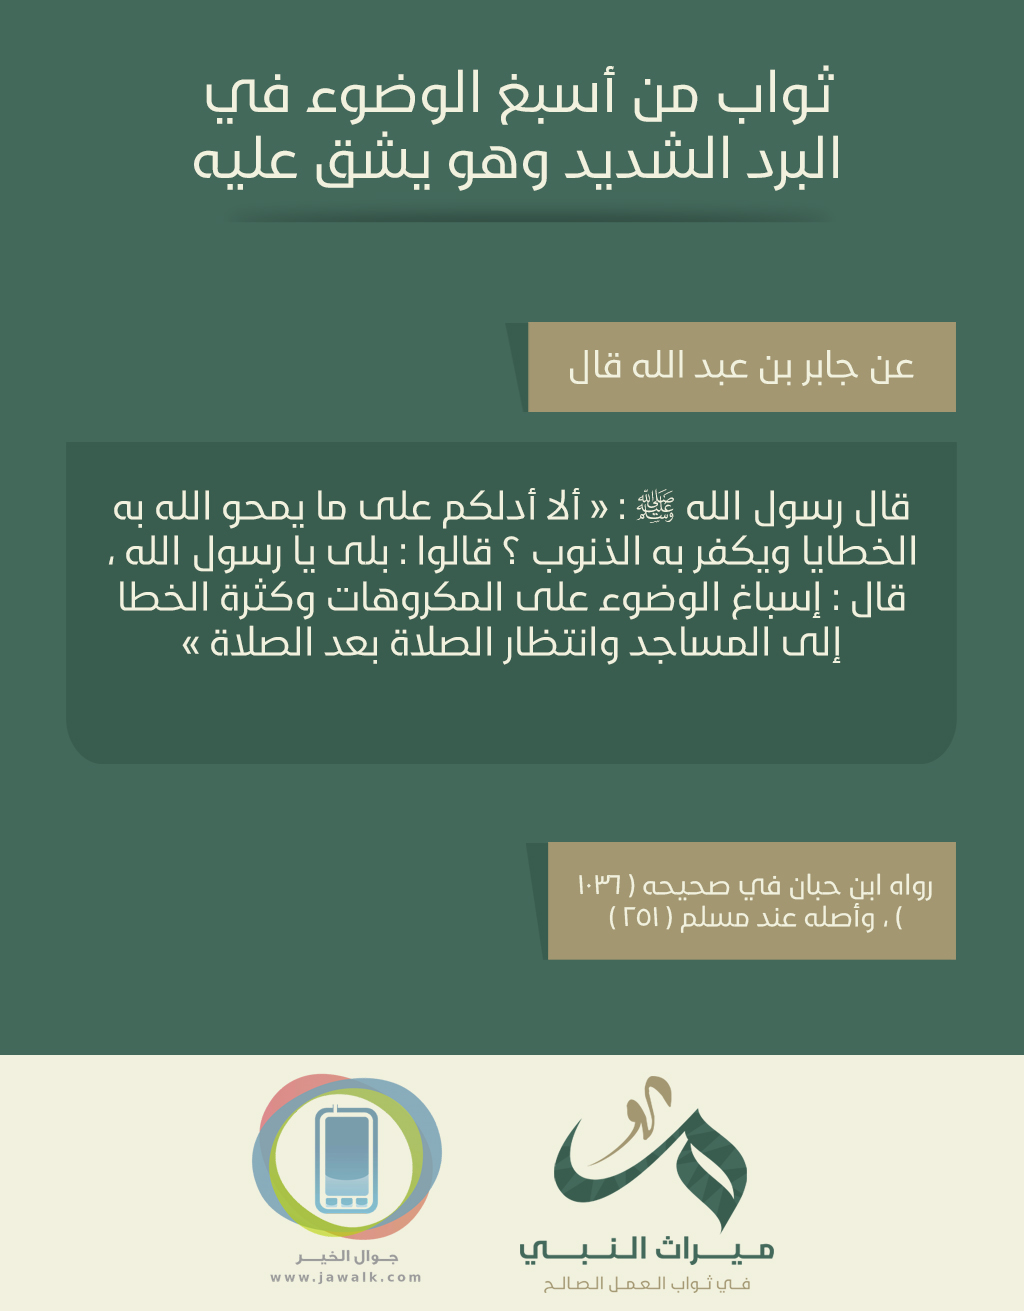 ثواب من أسبغ الوضوء في
البرد الشديد وهو يشق عليه
عن جابر بن عبد الله قال
قال رسول الله ﷺ : « ألا أدلكم على ما يمحو الله به
الخطايا ويكفر به الذنوب ؟ قالوا : بلى يا رسول الله ،
قال : إسباغ الوضوء على المكروهات وكثرة الخطا
إلى المساجد وانتظار الصلاة بعد الصلاة »
رواه ابن حبان في صحيحه ( ١٠٣٦
) ، وأصله عند مسلم ( ٢٥١ )
ميراث النبي
في ثواب العمل الصالح
جوال الخير
www.jawalk.com